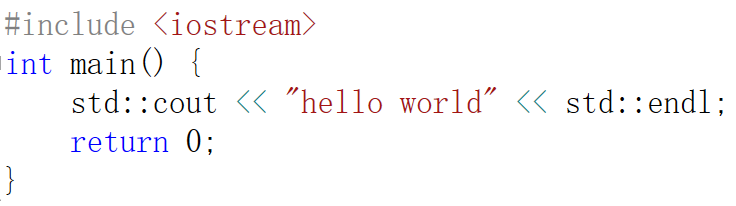 #include <iostream>
int main() {
    std::cout << "hello world" << std::endl;
    return 0;
}